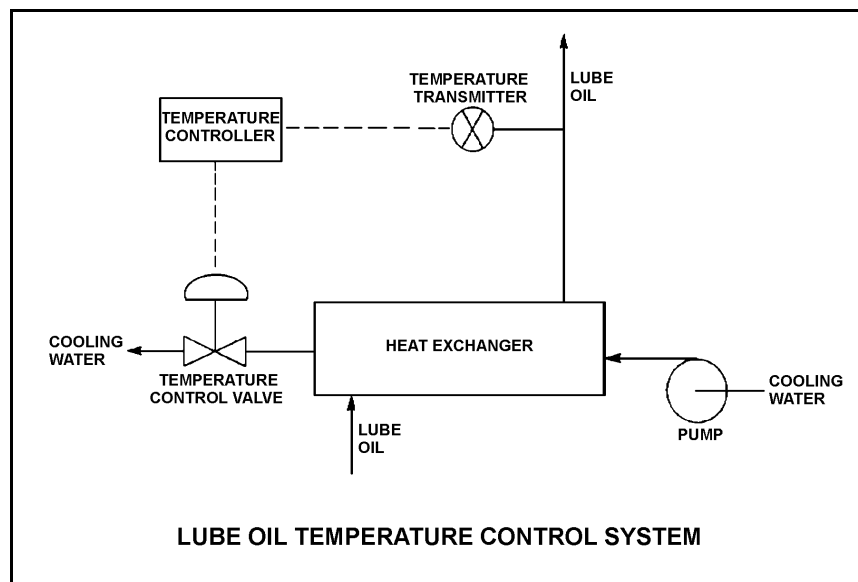 TEMPERATURE
TRANSMITTER
LUBE
OIL
TEMPERATURE
CONTROLLER
COOLING
WATER
HEAT EXCHANGER
TEMPERATURE
CONTROL VALVE
COOLING
WATER
PUMP
LUBE
OIL
LUBE OIL TEMPERATURE CONTROL SYSTEM